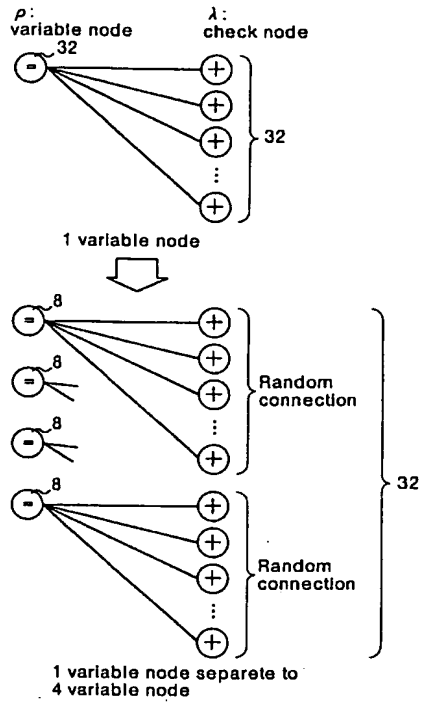 ρ:
variable node
λ:
check node
32
-
+
+
+
⋮
+
32
1 variable node
8
=
+
8
=
+
+
Random
connection
8
=
⋮
+
8
-
+
32
+
+
Random
connection
⋮
+
1 variable node separete to
4 variable node